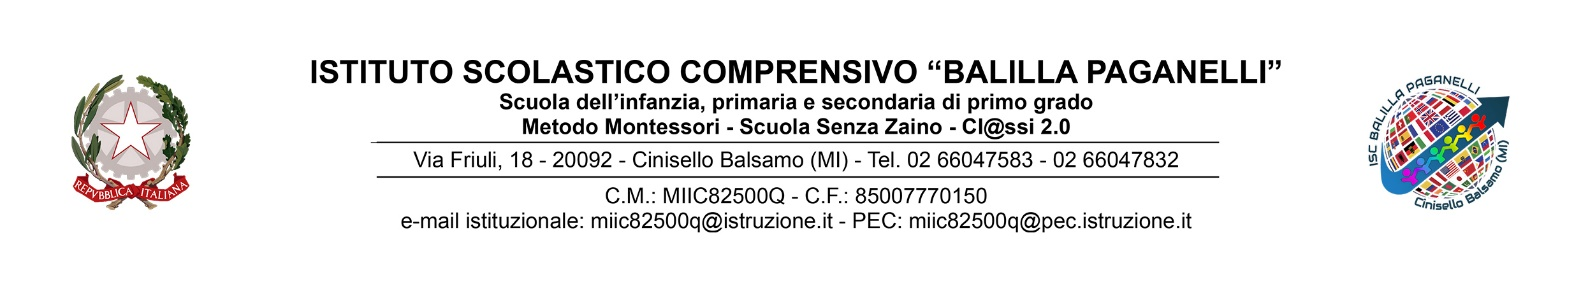 ISTITUTO SCOLASTICO COMPRENSIVO “BALILLA PAGANELLI”
Scuola dell’infanzia, primaria e secondaria di primo grado
Metodo Montessori - Scuola Senza Zaino - Cl@ssi 2.0
Via Friuli, 18 - 20092 - Cinisello Balsamo (MI) - Tel. 02 66047583 - 02 66047832
C.M.: MIIC82500Q - C.F.: 85007770150
e-mail istituzionale: miic82500q@istruzione.it - PEC: miic82500q@pec.istruzione.it
REPVBBLICA ITALIANA
ISC BALILLA PAGANELLI
Cinisello Balsamo (MI)